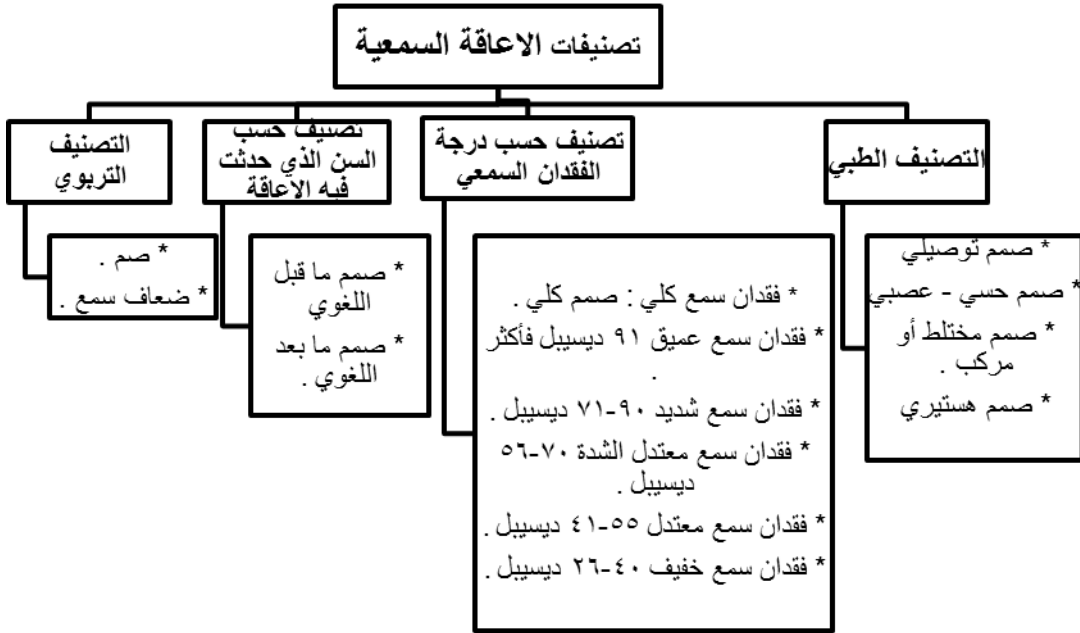 تصنيفات الاعاقة السمعية
التصنيف الطبي
* صمم توصيلي
* صمم حسي - عصبي
* صمم مختلط أو
مركب .
* صمم هستيري
تصنيف حسب درجة
الفقدان السمعي
* فقدان سمع كلي : صمم كلي .
* فقدان سمع عميق ٩١ ديسيبل فأكثر
.
* فقدان سمع شديد ٩٠-٧١ ديسيبل .
* فقدان سمع معتدل الشدة ٧٠-٥٦
ديسيبل .
* فقدان سمع معتدل ٥٥-٤١ ديسيبل .
* فقدان سمع خفيف ٤٠-٢٦ ديسيبل .
تصنيف حسب
السن الذي حدثت
فيه الاعاقة
* صمم ما قبل
اللغوي
* صمم ما بعد
اللغوي .
التصنيف
التربوي
* صم .
* ضعاف سمع .